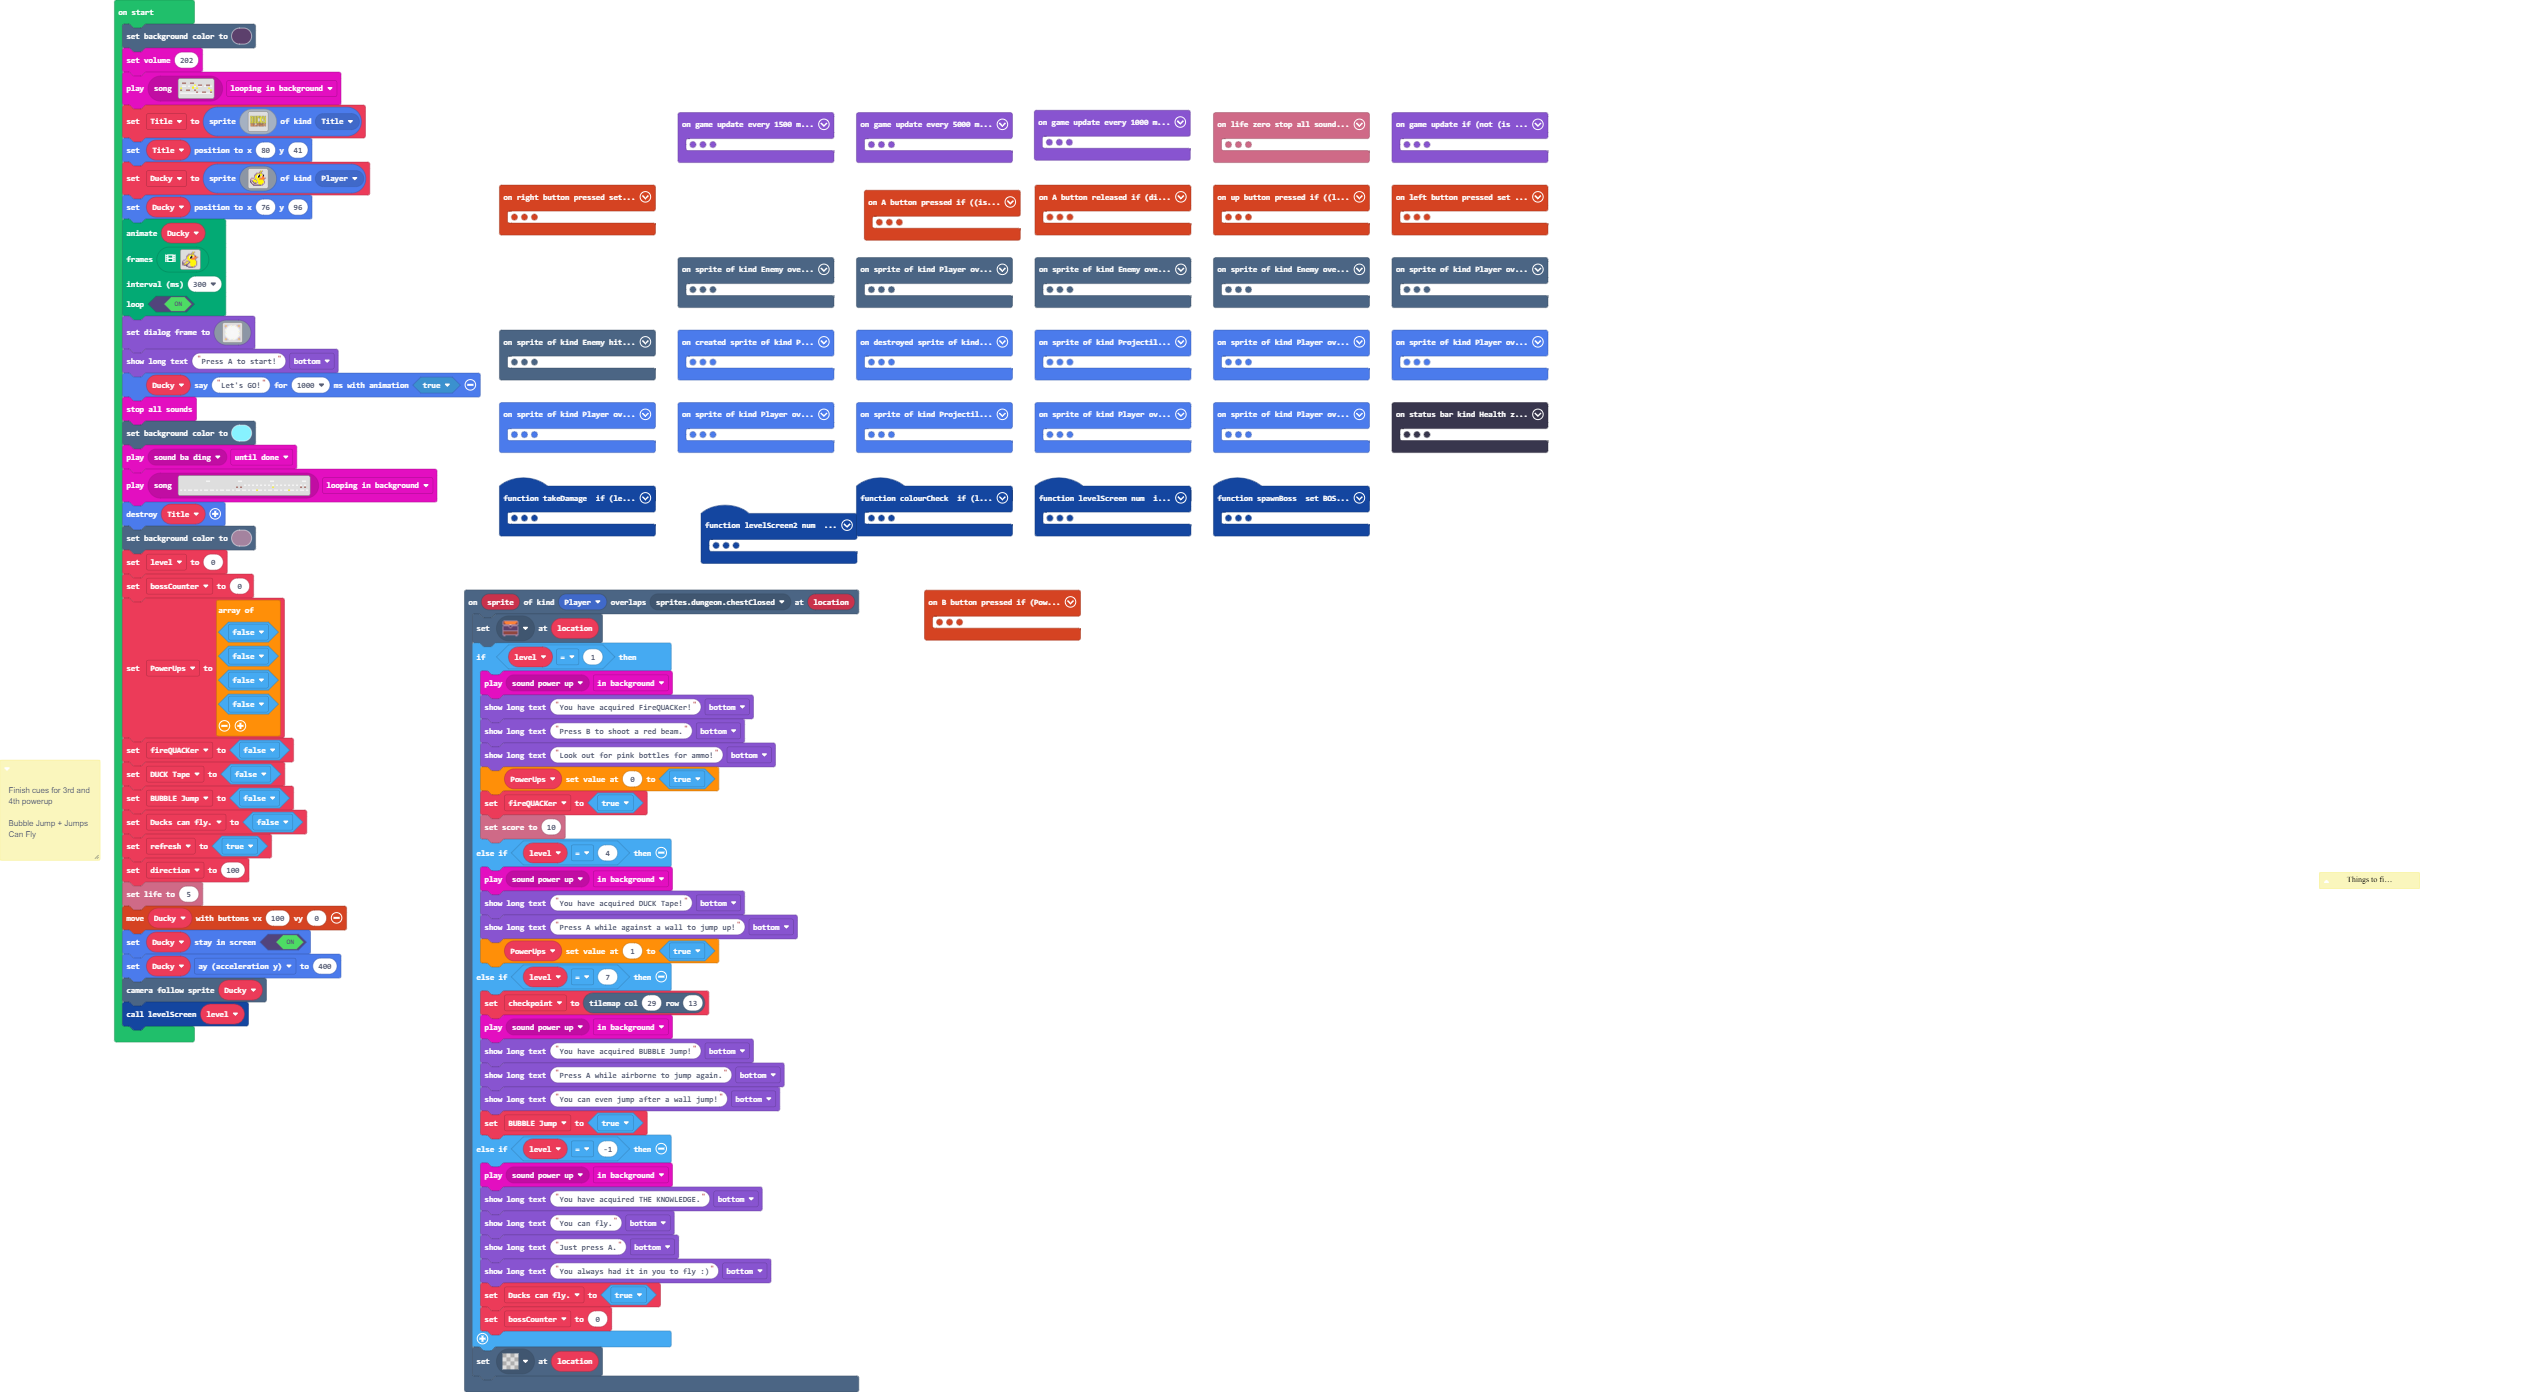 on start
set background color to
set volume 202
play song looping in background
set Title to sprite of kind Title
set Title position to x 80 y 41
set Ducky to sprite of kind Player
set Ducky position to x 76 y 96
animate Ducky
frames
interval (ms) 300
loop ON
set dialog frame to
show long text "Press A to start!" bottom
Ducky say "Let's GO!" for 1000 ms with animation true
stop all sounds
set background color to
play sound ba ding until done
play song looping in background
destroy Title
set background color to
set level to 0
set bossCounter to 0
set PowerUps to array of
false
false
false
false
set fireQUACKer to false
set DUCK Tape to false
set BUBBLE Jump to false
set Ducks can fly. to false
set refresh to true
set direction to 100
set life to 5
move Ducky with buttons vx 100 vy 0
set Ducky stay in screen ON
set Ducky ay (acceleration y) to 400
camera follow sprite Ducky
call levelScreen level
Finish cues for 3rd and
4th powerup
Bubble Jump + Jumps
Can Fly
on game update every 1500 m...
on game update every 5000 m...
on game update every 1000 m...
on life zero stop all sound...
on game update if (not (is ...
on right button pressed set...
on A button pressed if ((is...
on A button released if (di...
on up button pressed if ((l...
on left button pressed set ...
on sprite of kind Enemy ove...
on sprite of kind Player ov...
on sprite of kind Enemy ove...
on sprite of kind Enemy ove...
on sprite of kind Player ov...
on sprite of kind Enemy hit...
on created sprite of kind P...
on destroyed sprite of kind...
on sprite of kind Projectil...
on sprite of kind Player ov...
on sprite of kind Player ov...
on sprite of kind Player ov...
on sprite of kind Player ov...
on sprite of kind Projectil...
on sprite of kind Player ov...
on sprite of kind Player ov...
on status bar kind Health z...
function takeDamage if (le...
function levelScreen2 num ...
function colourCheck if (l...
function levelScreen num i...
function spawnBoss set BOS...
on sprite of kind Player overlaps sprites.dungeon.chestClosed at location
set at location
if level = 1 then
play sound power up in background
show long text "You have acquired FireQUACKer!" bottom
show long text "Press B to shoot a red beam." bottom
show long text "Look out for pink bottles for ammo!" bottom
PowerUps set value at 0 to true
set fireQUACKer to true
set score to 10
else if level = 4 then
play sound power up in background
show long text "You have acquired DUCK Tape!" bottom
show long text "Press A while against a wall to jump up!" bottom
PowerUps set value at 1 to true
else if level = 7 then
set checkpoint to tilemap col 29 row 13
play sound power up in background
show long text "You have acquired BUBBLE Jump!" bottom
show long text "Press A while airborne to jump again." bottom
show long text "You can even jump after a wall jump!" bottom
set BUBBLE Jump to true
else if level = -1 then
play sound power up in background
show long text "You have acquired THE KNOWLEDGE." bottom
show long text "You can fly." bottom
show long text "Just press A." bottom
show long text "You always had it in you to fly :)" bottom
set Ducks can fly. to true
set bossCounter to 0
set at location
on B button pressed if (Pow...
Things to fi...